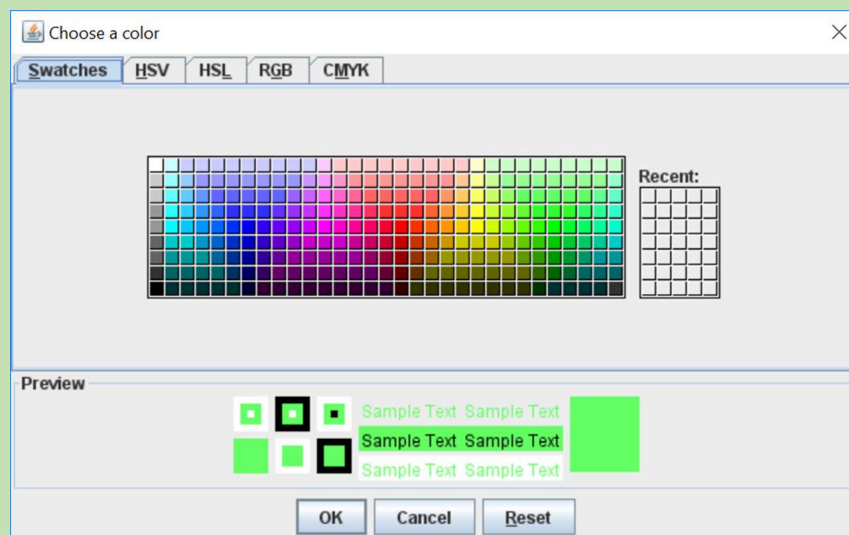 Choose a color
Swatches HSV HSL RGB CMYK
Recent:
Preview
Sample Text Sample Text
Sample Text Sample Text
Sample Text Sample Text
OK Cancel Reset